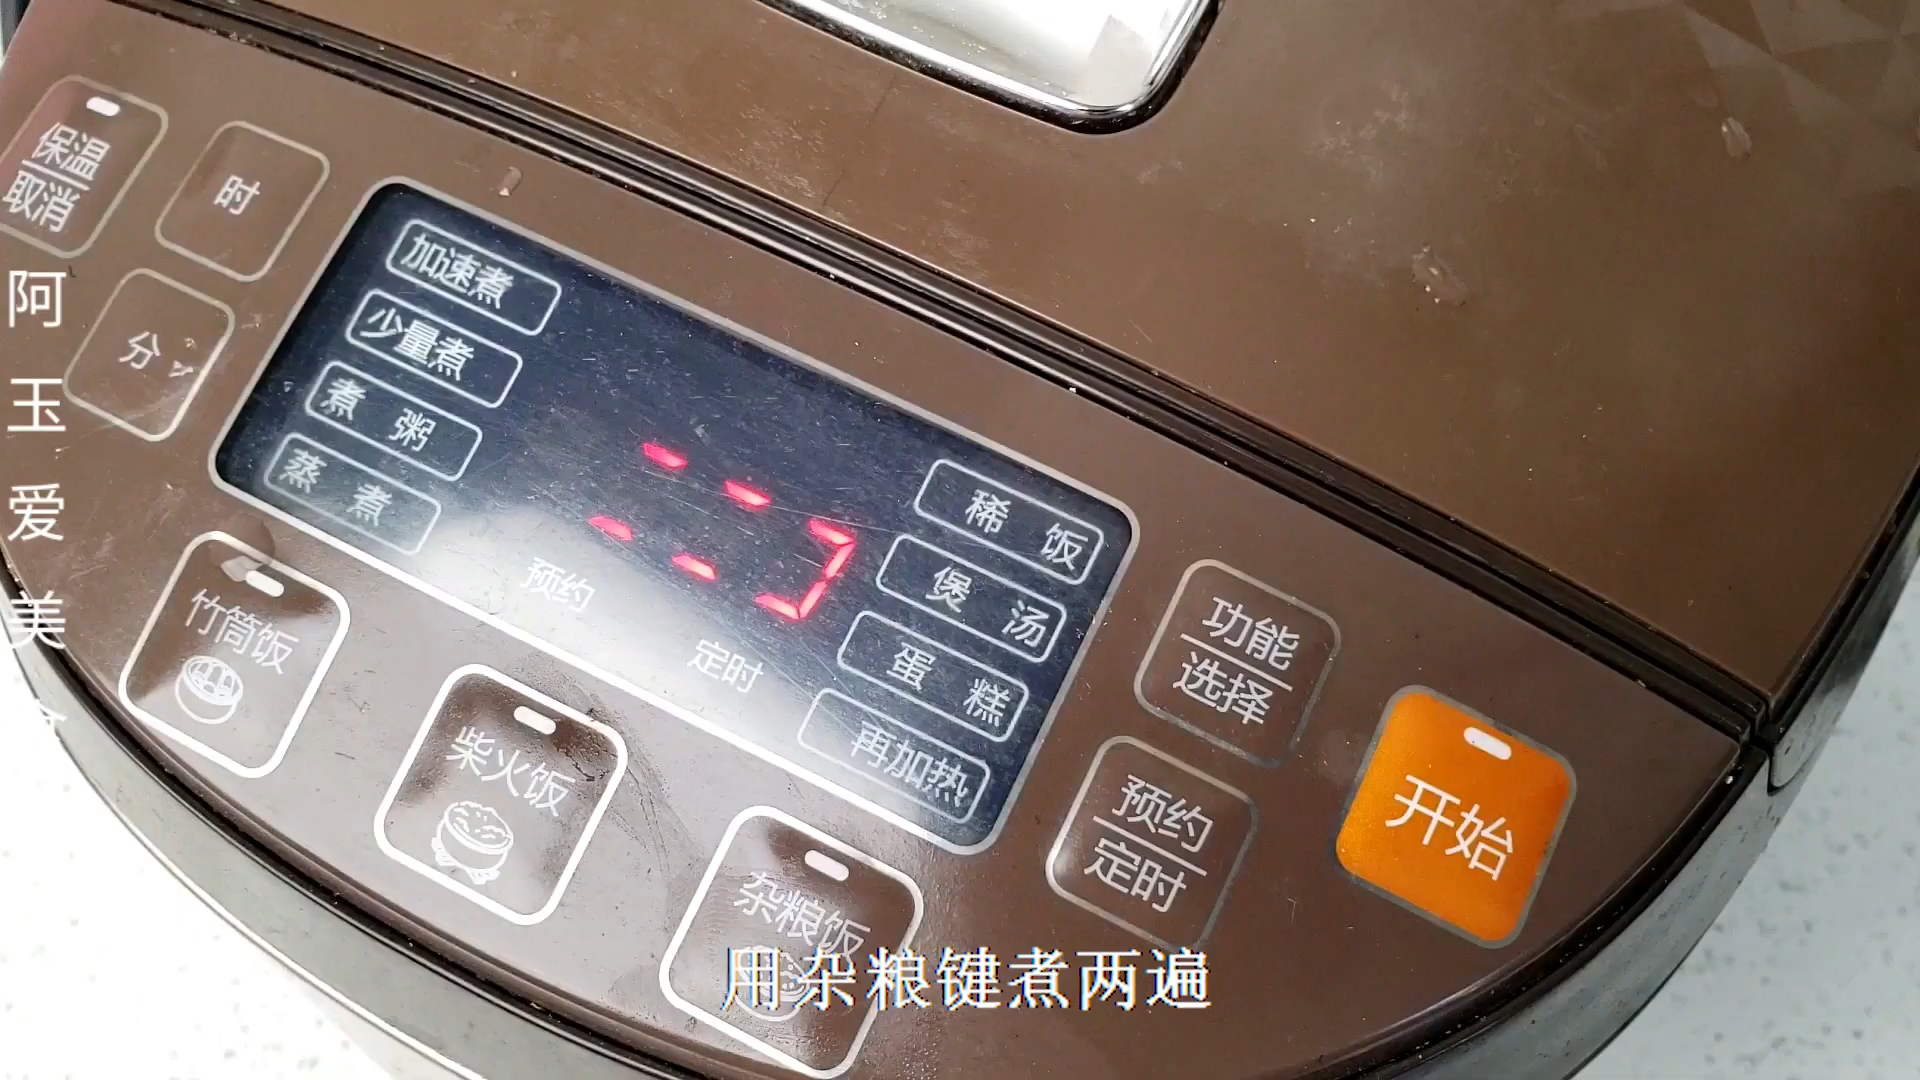 保温
取消
时
分
加速煮
少量煮
煮粥
蒸煮
预约
定时
稀饭
煲汤
蛋糕
再加热
功能
选择
预约
定时
开始
竹筒饭
柴火饭
杂粮饭
阿玉爱美
用杂粮键煮两遍